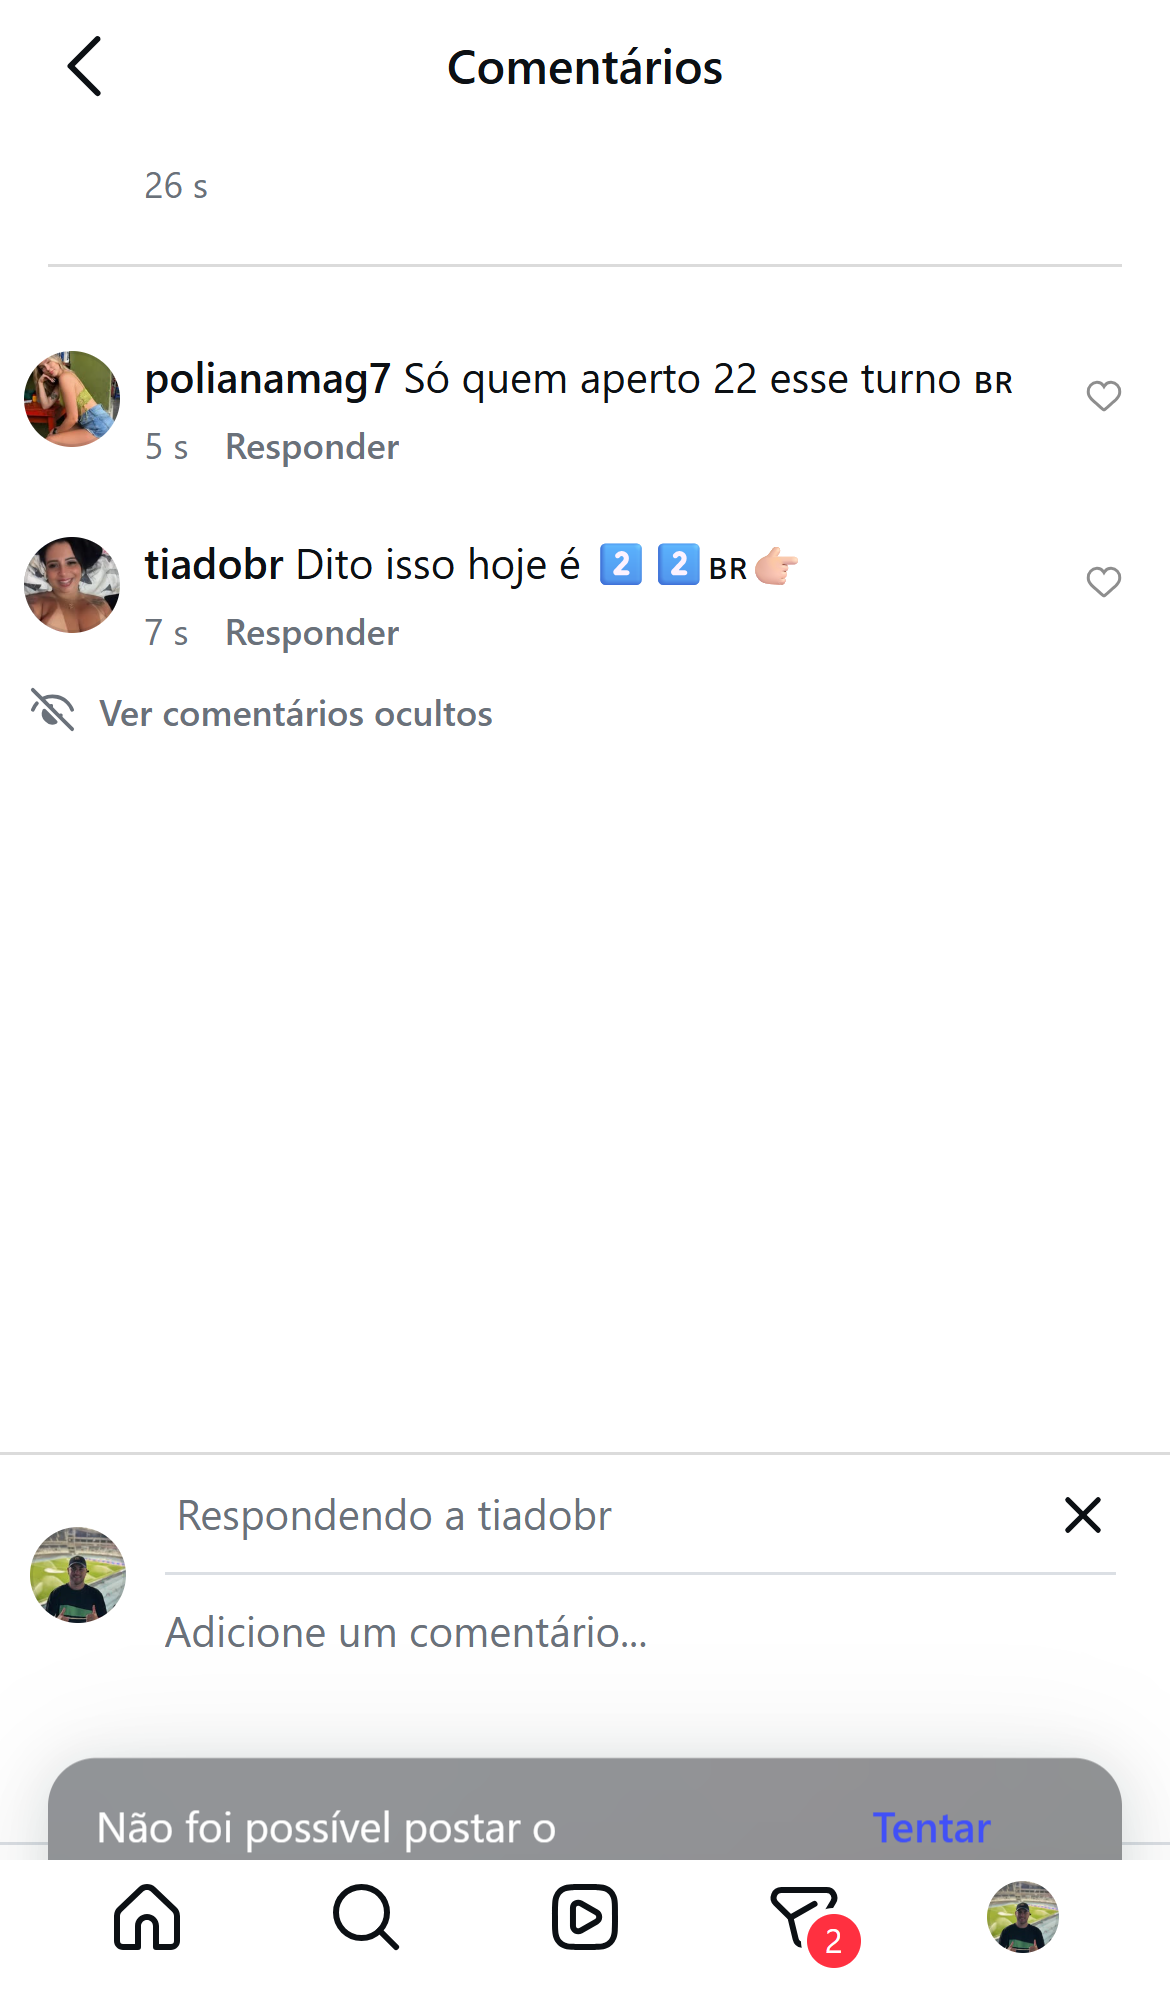 Comentários
26 s
polianamag7 Só quem aperto 22 esse turno BR
5 s Responder
tiadobr Dito isso hoje é 2️⃣ 2️⃣ BR👉🏻
7 s Responder
Ver comentários ocultos
Respondendo a tiadobr
Adicione um comentário...
Não foi possível postar o Tentar
2